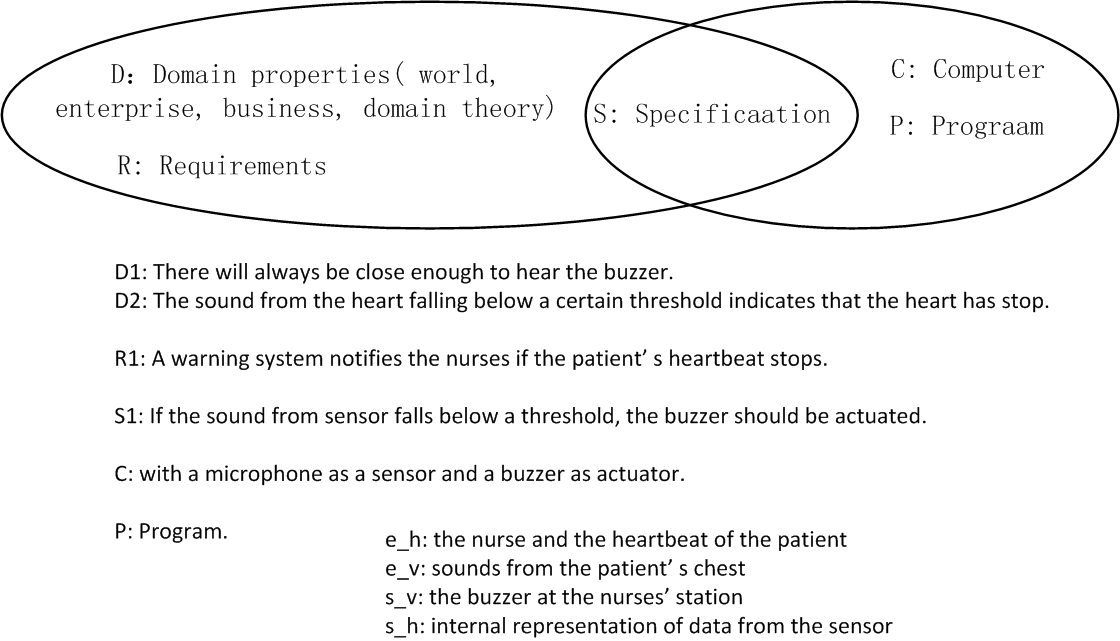 D: Domain properties( world,
enterprise, business, domain theory)
R: Requirements
S: Specificaation
C: Computer
P: Prograam
D1: There will always be close enough to hear the buzzer.
D2: The sound from the heart falling below a certain threshold indicates that the heart has stop.
R1: A warning system notifies the nurses if the patient’ s heartbeat stops.
S1: If the sound from sensor falls below a threshold, the buzzer should be actuated.
C: with a microphone as a sensor and a buzzer as actuator.
P: Program.
e_h: the nurse and the heartbeat of the patient
e_v: sounds from the patient’ s chest
s_v: the buzzer at the nurses’ station
s_h: internal representation of data from the sensor